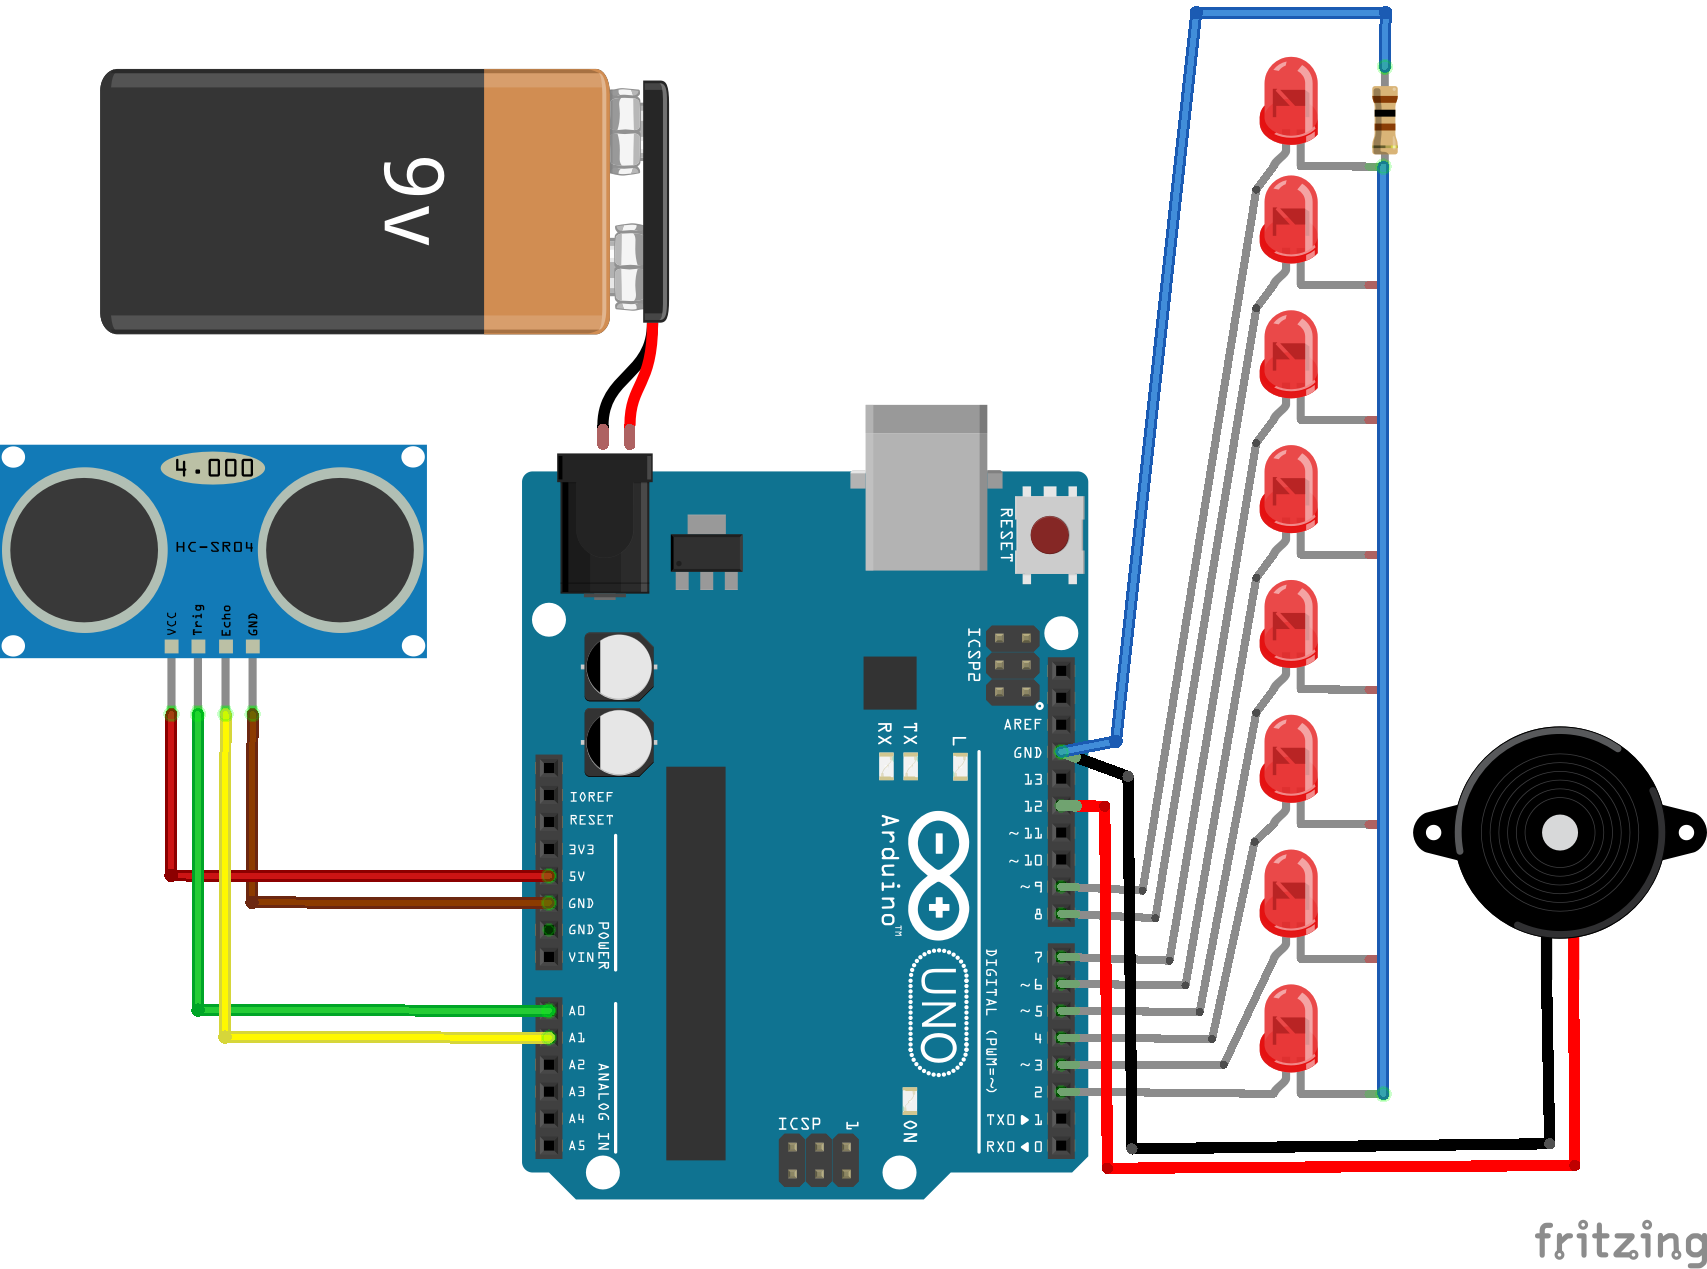 9v
4.000
HC-SR04
VCC
Trig
Echo
GND
RESET
ICSP2
AREF
GND
13
12
~11
~10
~9
8
7
~6
~5
4
~3
2
TX0▶1
RX0◀0
RX
TX
L
IOREF
RESET
3V3
5V
GND
GND
VIN
POWER
A0
A1
A2
A3
A4
A5
ANALOG IN
Arduino™
UNO
DIGITAL (PWM=~)
ICSP
1
ON
fritzing